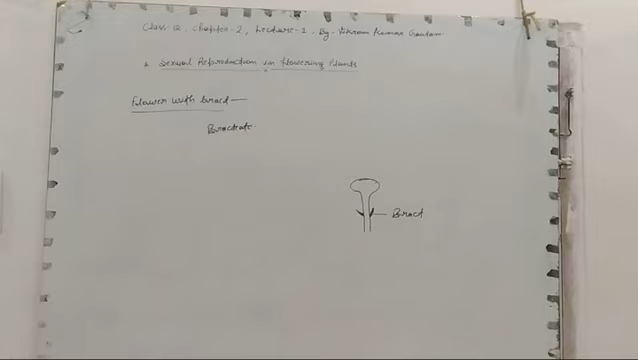 Class-12. Chapter-2, Lecture-1. By. Vikram Kumar Gautam.
Sexual Reproduction in flowering Plants
Flower with bract —
Bracteate.
Bract